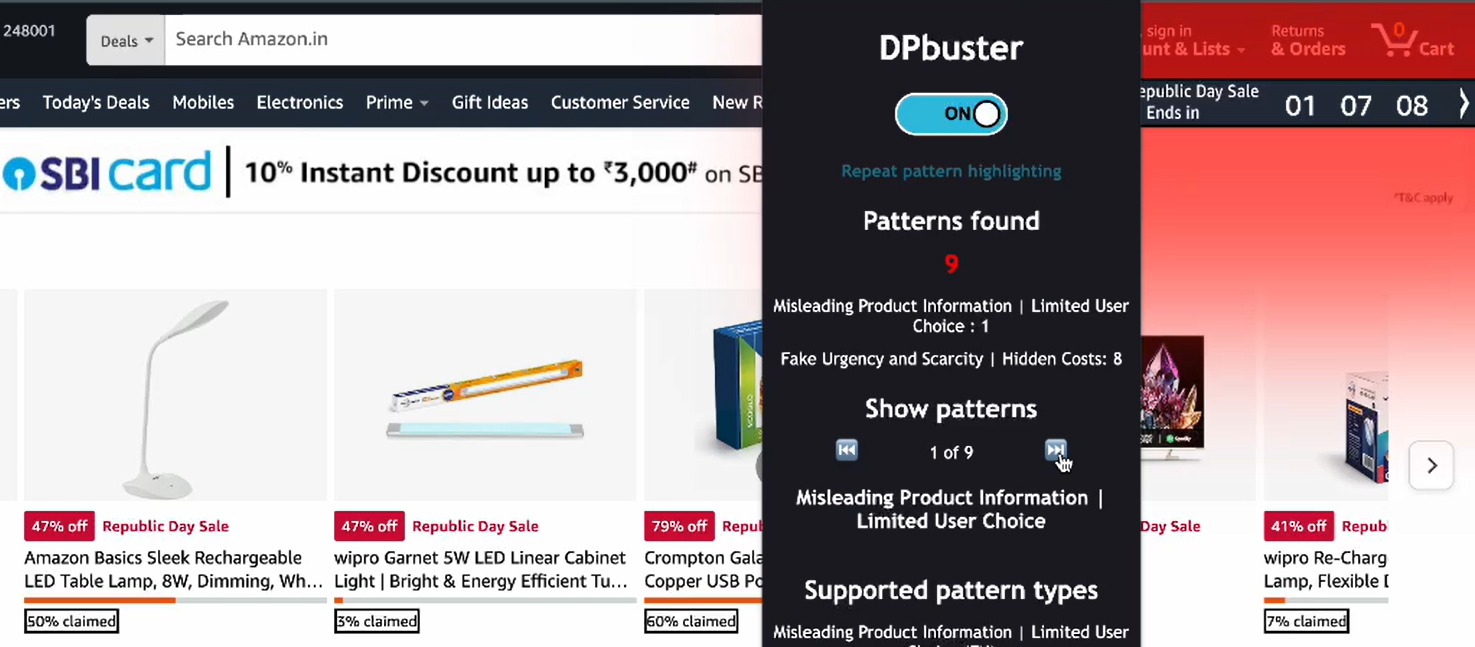 248001
Deals
Search Amazon.in
sign in
unt & Lists
Returns
& Orders
0
Cart
ers Today's Deals Mobiles Electronics Prime Gift Ideas Customer Service New R
epublic Day Sale
Ends in
01 07 08
SBI card
10% Instant Discount up to ₹3,000# on SB
*T&C apply
DPbuster
ON
Repeat pattern highlighting
Patterns found
9
Misleading Product Information | Limited User
Choice : 1
Fake Urgency and Scarcity | Hidden Costs: 8
Show patterns
1 of 9
Misleading Product Information |
Limited User Choice
Supported pattern types
Misleading Product Information | Limited User
47% off Republic Day Sale
Amazon Basics Sleek Rechargeable
LED Table Lamp, 8W, Dimming, Wh...
50% claimed
47% off Republic Day Sale
wipro Garnet 5W LED Linear Cabinet
Light | Bright & Energy Efficient Tu...
3% claimed
79% off Repu
Crompton Gala
Copper USB Po
60% claimed
Day Sale
41% off Repub
wipro Re-Charg
Lamp, Flexible D
7% claimed